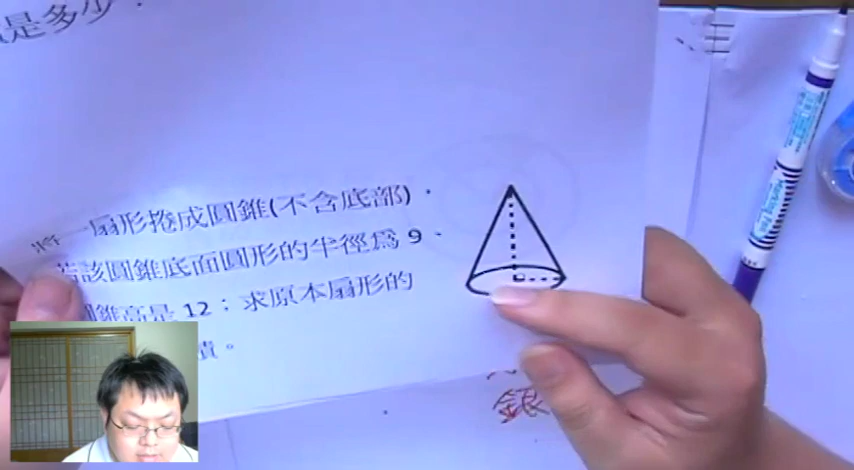 是多少.
將一扇形捲成圓錐(不含底部).
若該圓錐底面圓形的半徑爲 9.
圓錐高是 12;求原本扇形的
積。
銀